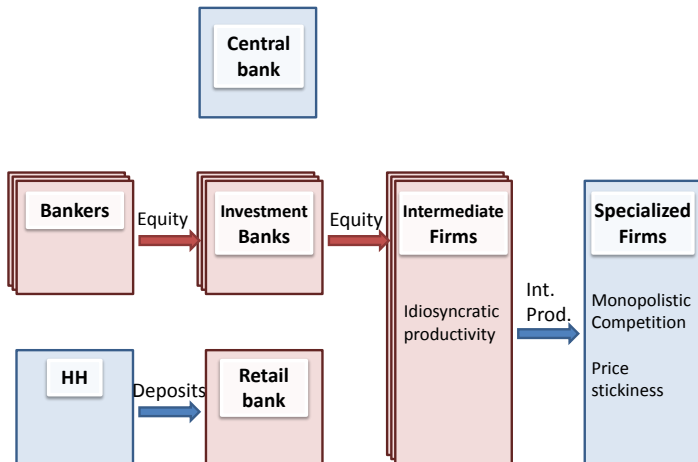 Central
bank
Bankers
Equity
Investment
Banks
Equity
Intermediate
Firms
Specialized
Firms
Idiosyncratic
productivity
Int.
Prod.
Monopolistic
Competition
Price
stickiness
HH
Deposits
Retail
bank